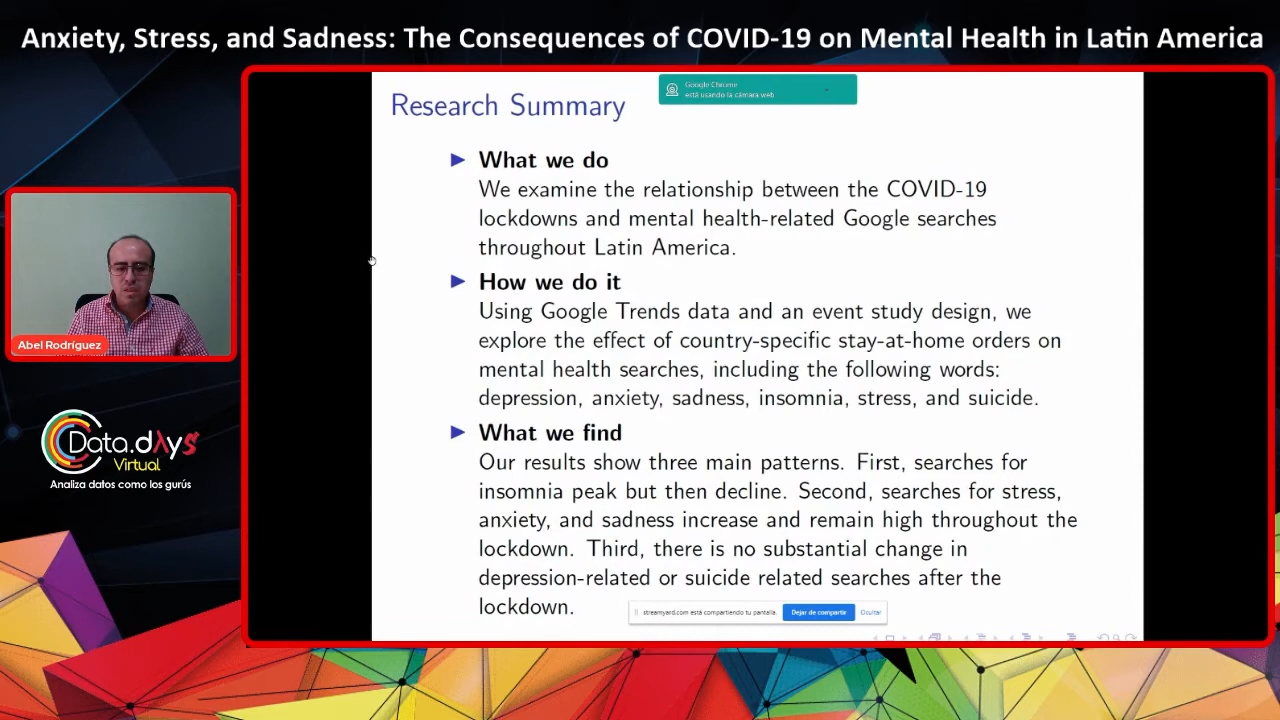 Anxiety, Stress, and Sadness: The Consequences of COVID-19 on Mental Health in Latin America
Google Chrome
está usando la cámara web.
Research Summary
What we do
We examine the relationship between the COVID-19
lockdowns and mental health-related Google searches
throughout Latin America.
How we do it
Using Google Trends data and an event study design, we
explore the effect of country-specific stay-at-home orders on
mental health searches, including the following words:
depression, anxiety, sadness, insomnia, stress, and suicide.
What we find
Our results show three main patterns. First, searches for
insomnia peak but then decline. Second, searches for stress,
anxiety, and sadness increase and remain high throughout the
lockdown. Third, there is no substantial change in
depression-related or suicide related searches after the
lockdown.
streamyard.com está compartiendo tu pantalla. Dejar de compartir Ocultar
Abel Rodríguez
Data.dAys
Virtual
Analiza datos como los gurús